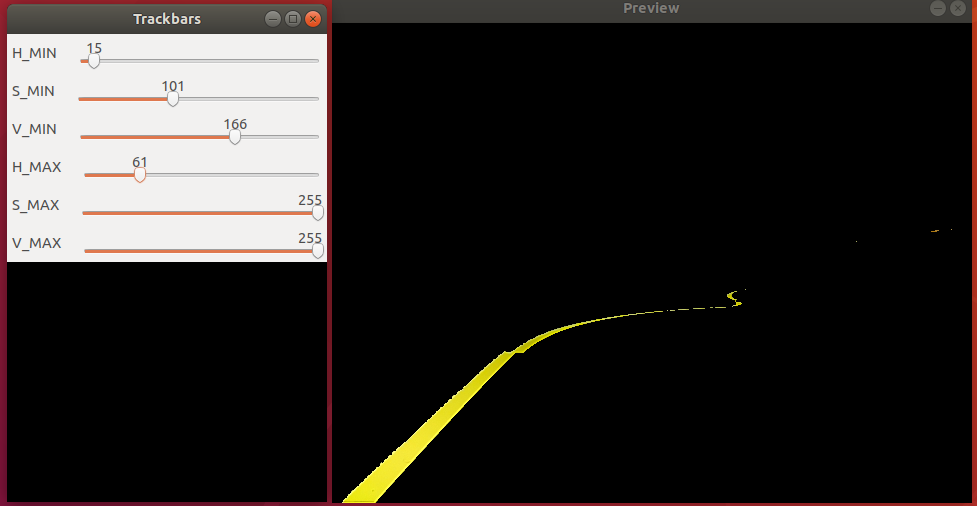 Trackbars
H_MIN 15
S_MIN 101
V_MIN 166
H_MAX 61
S_MAX 255
V_MAX 255
Preview